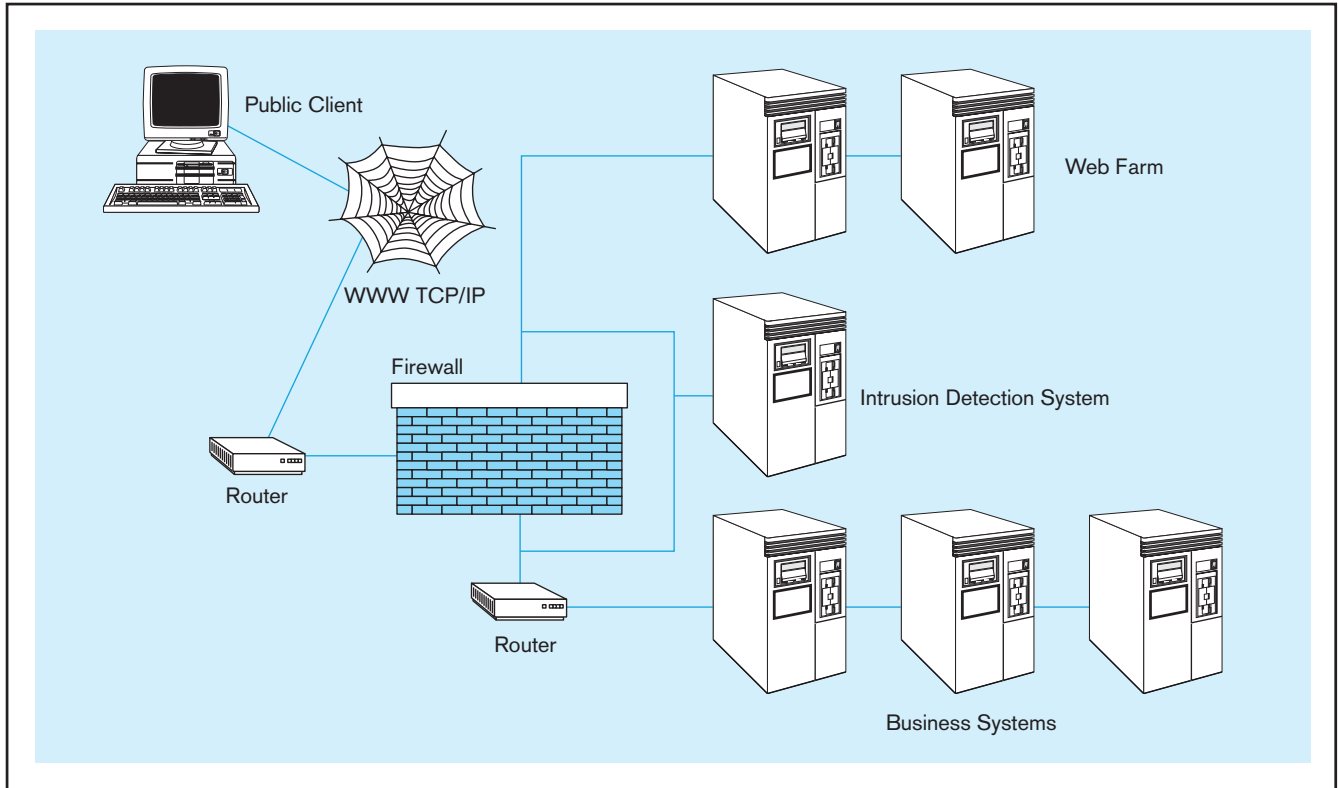 Public Client
Web Farm
WWW TCP/IP
Firewall
Intrusion Detection System
Router
Router
Business Systems